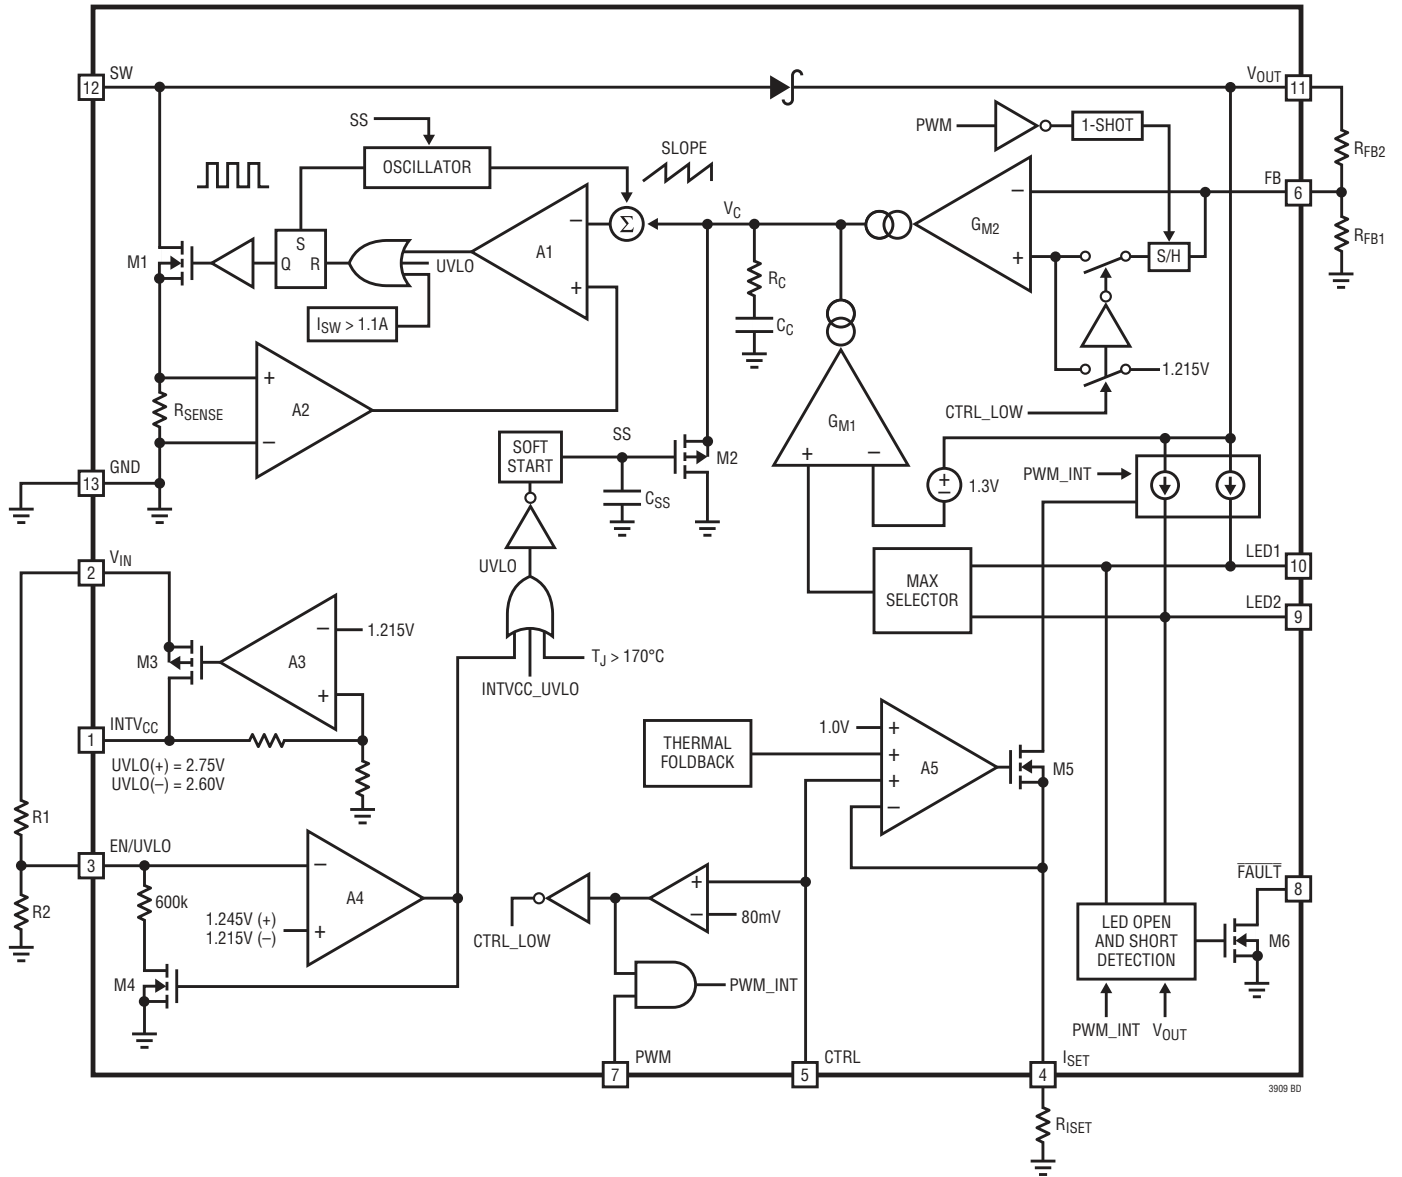 12
SW
VOUT
11
SS
PWM
1-SHOT
RFB2
OSCILLATOR
SLOPE
FB
6
VC
Σ
GM2
RFB1
S
Q
R
M1
UVLO
A1
S/H
RC
ISW > 1.1A
CC
1.215V
RSENSE
A2
CTRL_LOW
GM1
SOFT
START
SS
M2
GND
13
PWM_INT
1.3V
CSS
VIN
2
UVLO
MAX
SELECTOR
LED1
10
LED2
9
1.215V
M3
A3
TJ > 170°C
INTVCC_UVLO
INTVCC
1
UVLO(+) = 2.75V
UVLO(–) = 2.60V
THERMAL
FOLDBACK
1.0V
A5
M5
R1
EN/UVLO
3
600k
R2
1.245V (+)
1.215V (–)
A4
80mV
CTRL_LOW
FAULT
8
LED OPEN
AND SHORT
DETECTION
M6
M4
PWM_INT
PWM_INT
VOUT
PWM
7
CTRL
5
ISET
4
3909 BD
RISET